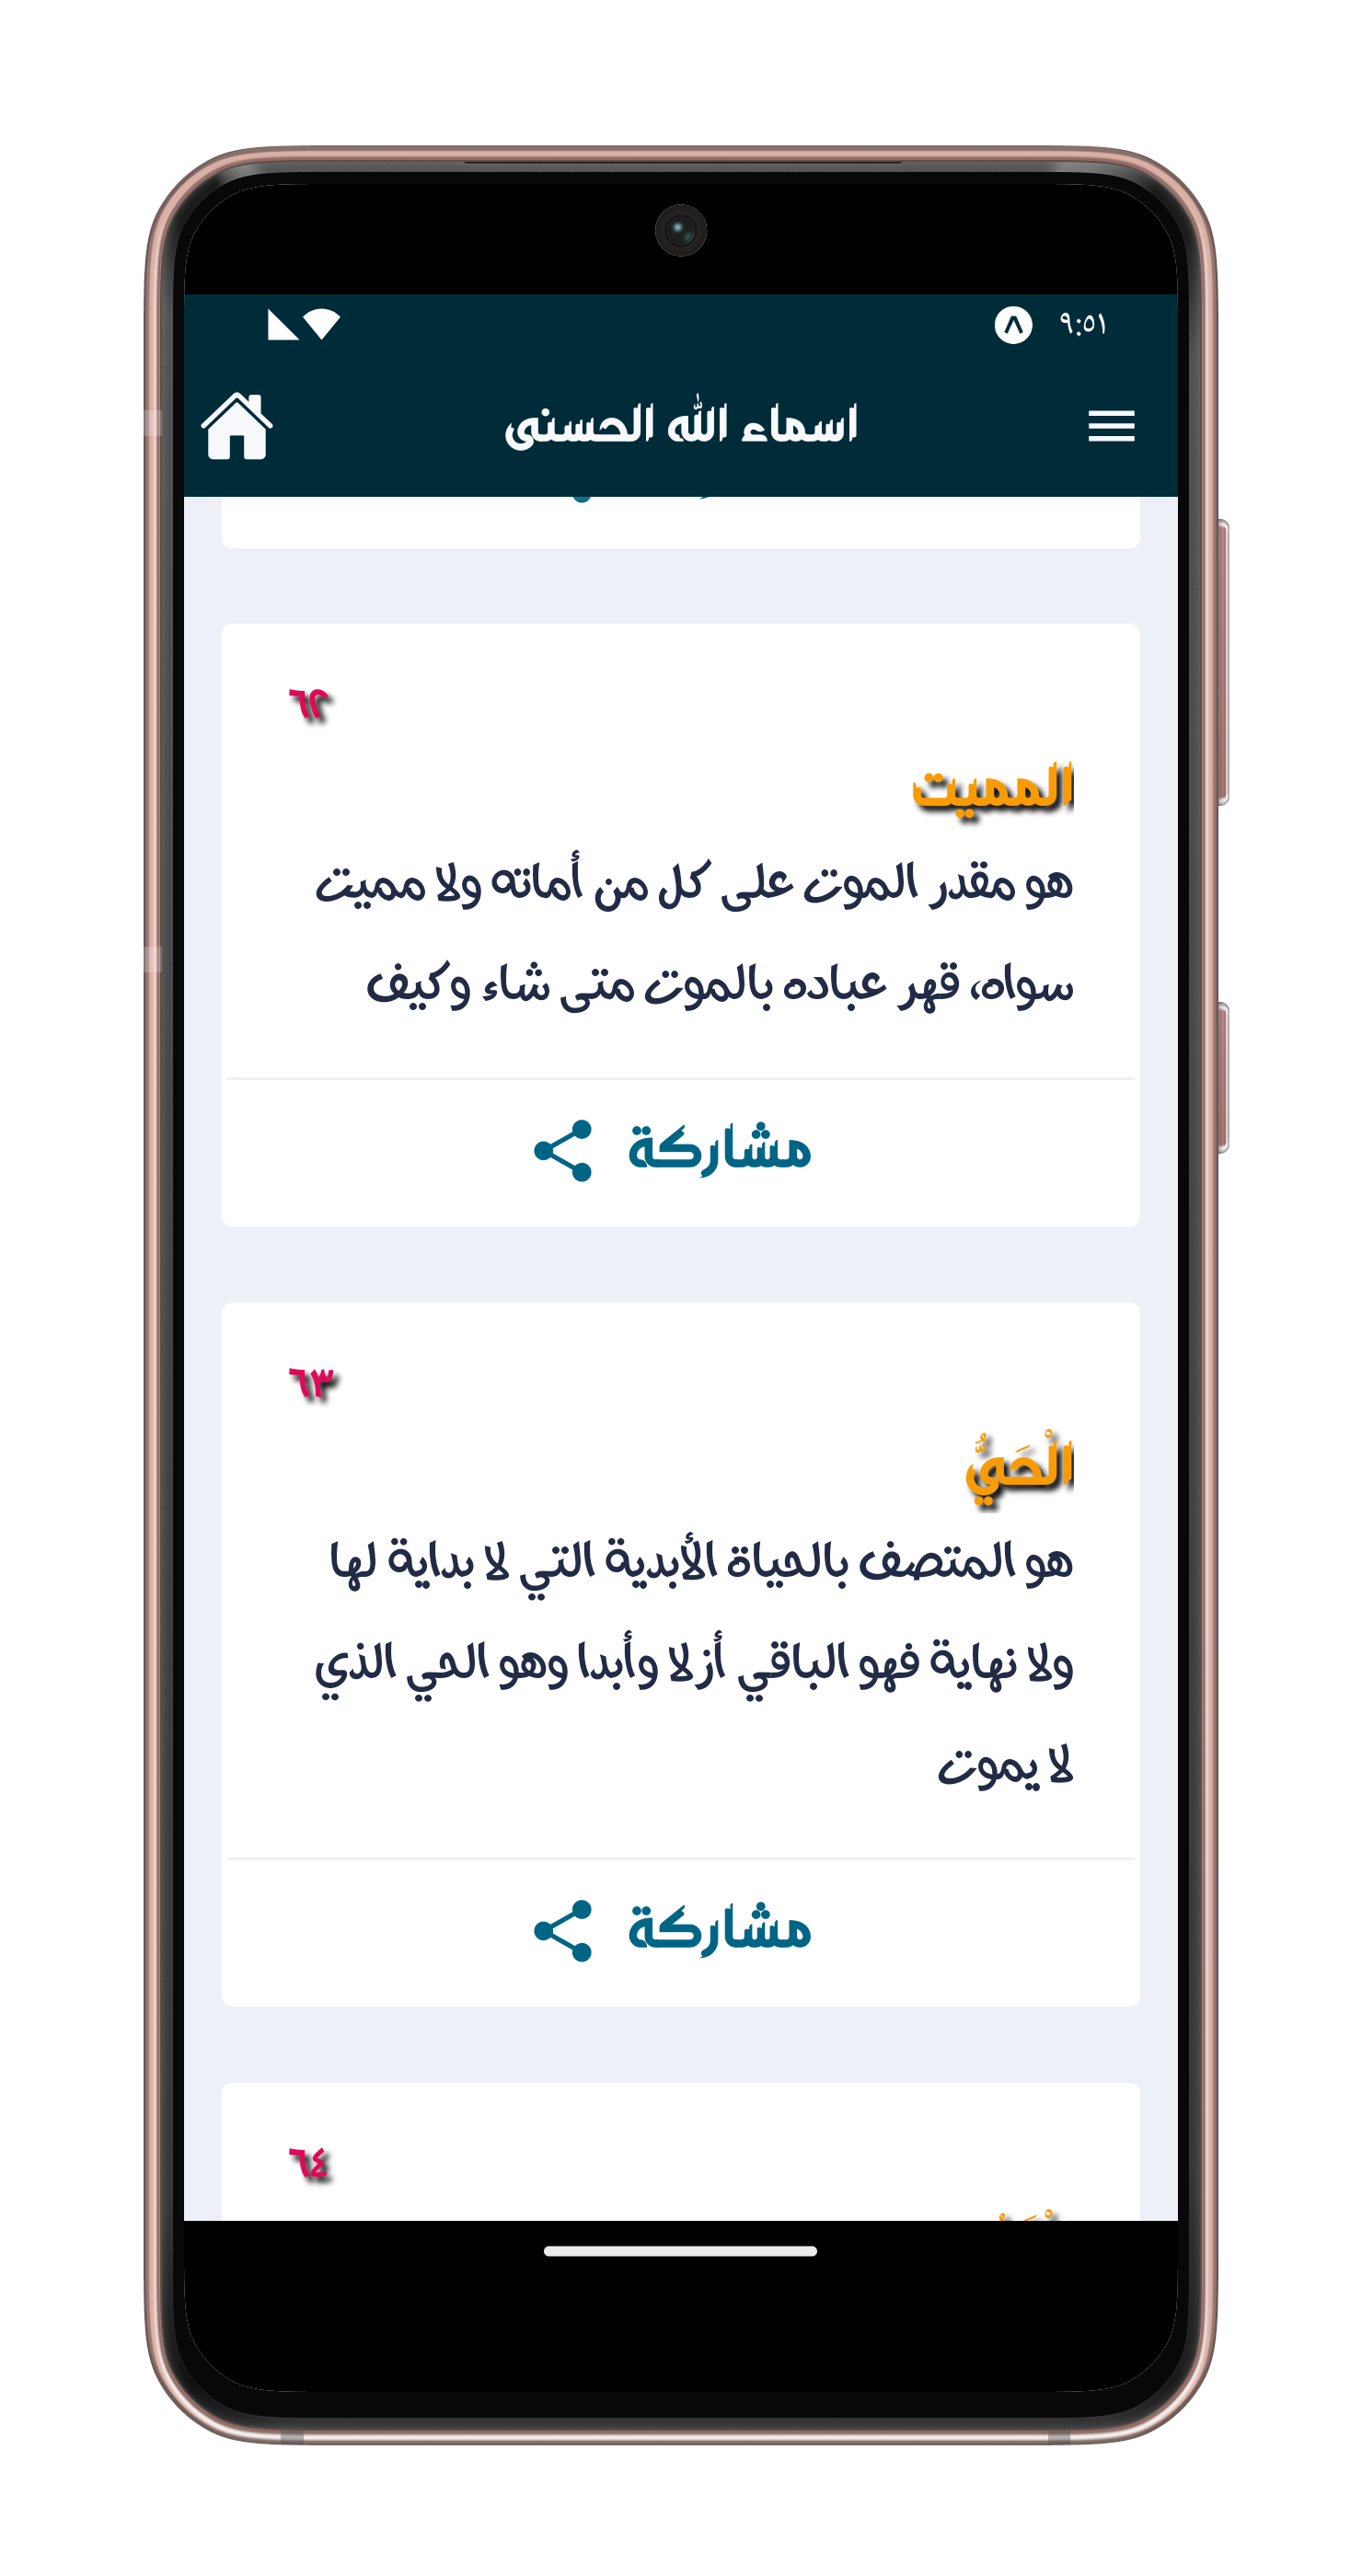 ٩:٥١
اسماء الله الحسنى
٦٢
المميت
هو مقدر الموت على كل من أماته ولا مميت
سواه، قهر عباده بالموت متى شاء وكيف
مشاركة
٦٣
الْحَيُّ
هو المتصف بالحياة الأبدية التي لا بداية لها
ولا نهاية فهو الباقي أزلا وأبدا وهو الحي الذي
لا يموت
مشاركة
٦٤